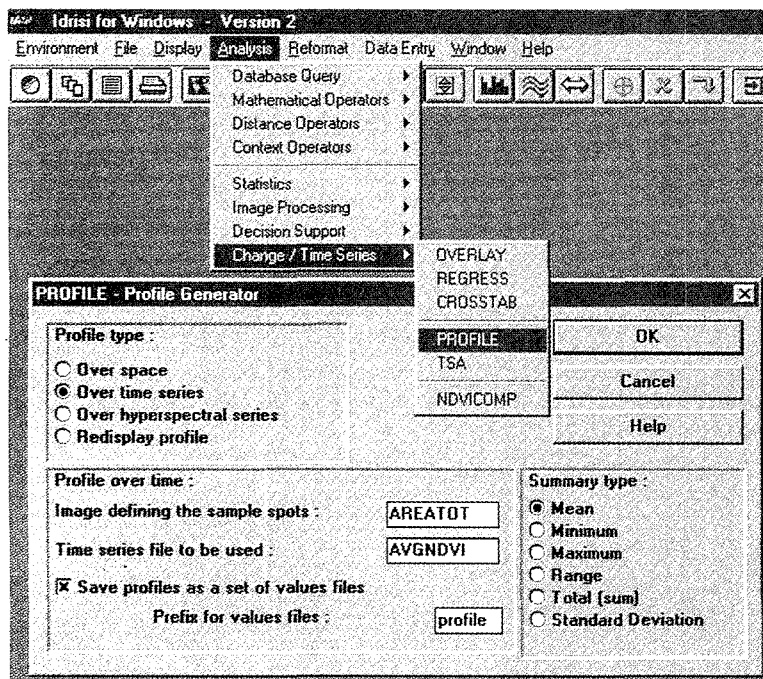 Idrisi for Windows - Version 2
Environment File Display Analysis Reformat Data Entry Window Help
Database Query
Mathematical Operators
Distance Operators
Context Operators
Statistics
Image Processing
Decision Support
Change / Time Series
OVERLAY
REGRESS
CROSSTAB
PROFILE
TSA
NDVICOMP
PROFILE - Profile Generator
Profile type :
Over space
Over time series
Over hyperspectral series
Redisplay profile
OK
Cancel
Help
Profile over time :
Image defining the sample spots : AREATOT
Time series file to be used : AVGNDVI
Save profiles as a set of values files
Prefix for values files : profile
Summary type :
Mean
Minimum
Maximum
Range
Total (sum)
Standard Deviation